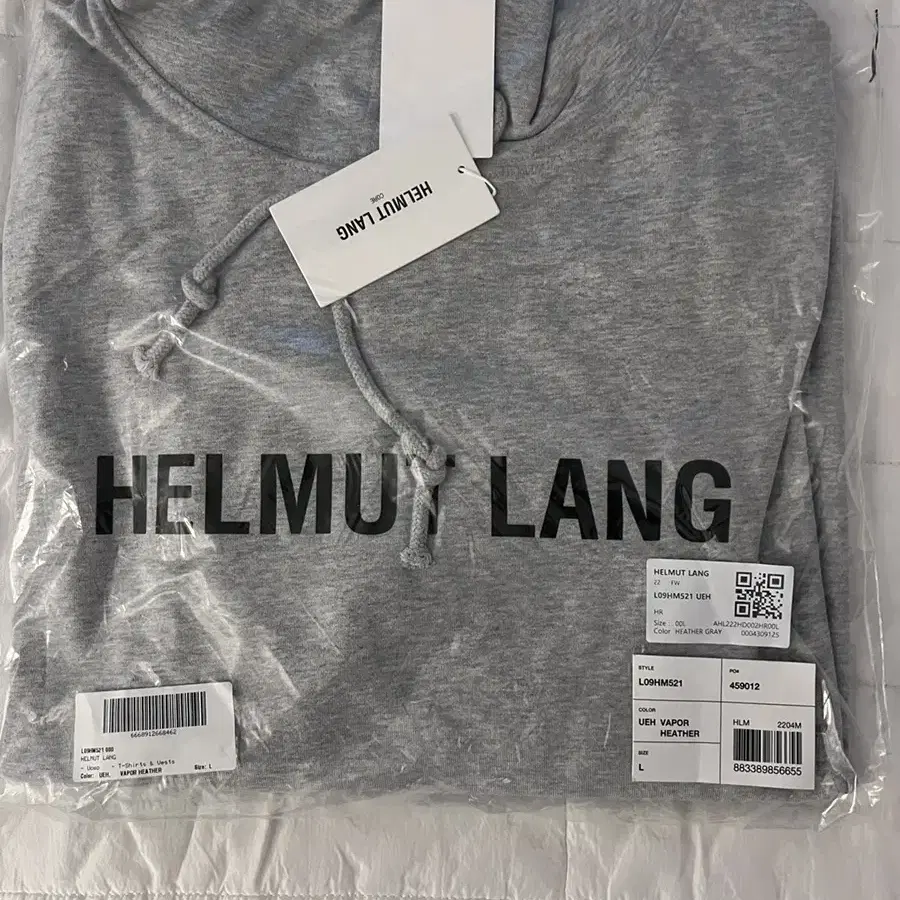 HELMUT LANG
CORE
HELMUT LANG
HELMUT LANG
22 FW
L09HM521 UEH
HR
Size : 00L AHL222HD002HR00L
Color HEATHER GRAY 0004309125
STYLE
L09HM521
PO#
459012
COLOR
UEH VAPOR
HEATHER
HLM 2204M
SIZE
L
883389856655
6668912668462
L09HM521 000
HELMUT LANG
- T-Shirts & Vests
Color: UEH, VAPOR HEATHER Size: L